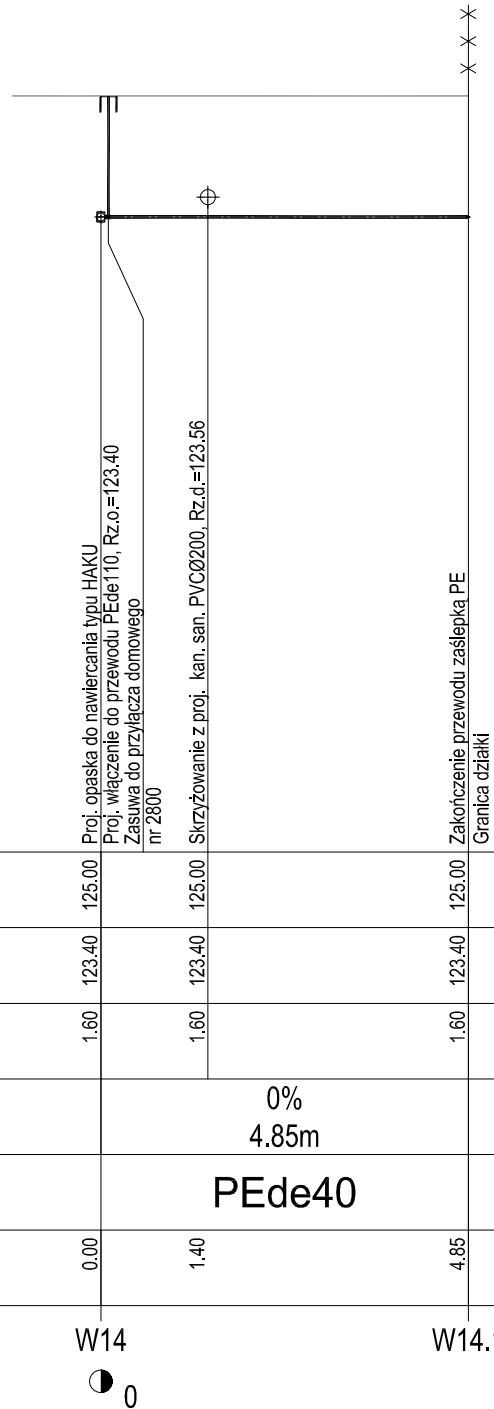 Proj. opaska do nawiercania typu HAKU
Proj. włączenie do przewodu PEde110, Rz.o.=123.40
Zasuwa do przyłącza domowego
nr 2800
Skrzyżowanie z proj. kan. san. PVCØ200, Rz.d.=123.56
Zakończenie przewodu zaślepką PE
Granica działki
125.00 125.00 125.00
123.40 123.40 123.40
1.60 1.60 1.60
0%
4.85m
PEde40
0.00 1.40 4.85
W14 W14.
0